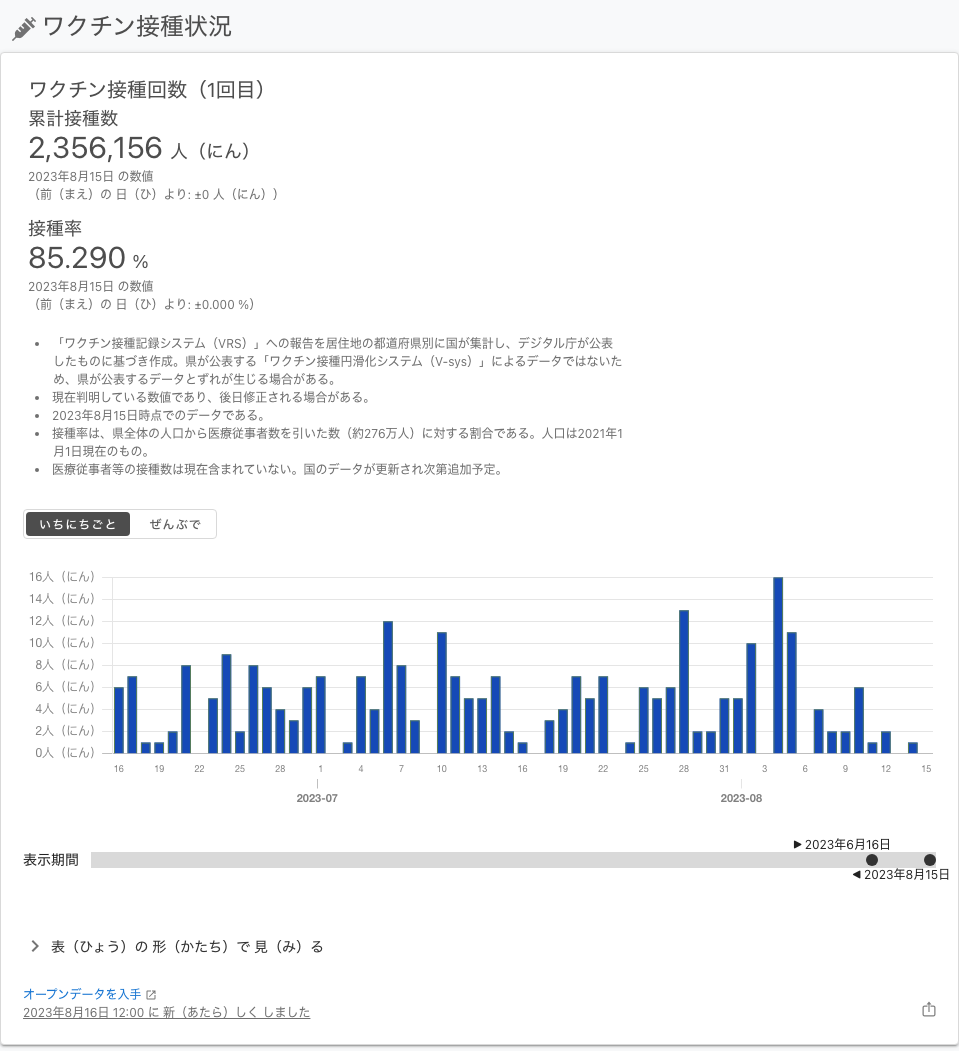 ワクチン接種状況
ワクチン接種回数（1回目）
累計接種数
2,356,156 人（にん）
2023年8月15日 の数値
（前（まえ）の 日（ひ）より: ±0 人（にん））
接種率
85.290 %
2023年8月15日 の数値
（前（まえ）の 日（ひ）より: ±0.000 %）
• 「ワクチン接種記録システム（VRS）」への報告を居住地の都道府県別に国が集計し、デジタル庁が公表
したものに基づき作成。県が公表する「ワクチン接種円滑化システム（V-sys）」によるデータではないた
め、県が公表するデータとずれが生じる場合がある。
• 現在判明している数値であり、後日修正される場合がある。
• 2023年8月15日時点でのデータである。
• 接種率は、県全体の人口から医療従事者数を引いた数（約276万人）に対する割合である。人口は2021年1
月1日現在のもの。
• 医療従事者等の接種数は現在含まれていない。国のデータが更新され次第追加予定。
いちにちごと ぜんぶで
16人（にん）
14人（にん）
12人（にん）
10人（にん）
8人（にん）
6人（にん）
4人（にん）
2人（にん）
0人（にん）
16 19 22 25 28 1 4 7 10 13 16 19 22 25 28 31 3 6 9 12 15
2023-07 2023-08
▶ 2023年6月16日
表示期間
◀ 2023年8月15日
表（ひょう）の 形（かたち）で 見（み）る
オープンデータを入手
2023年8月16日 12:00 に 新（あたら）しく しました